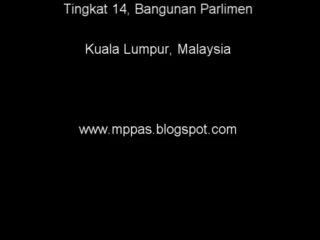 Tingkat 14, Bangunan Parlimen
Kuala Lumpur, Malaysia
www.mppas.blogspot.com